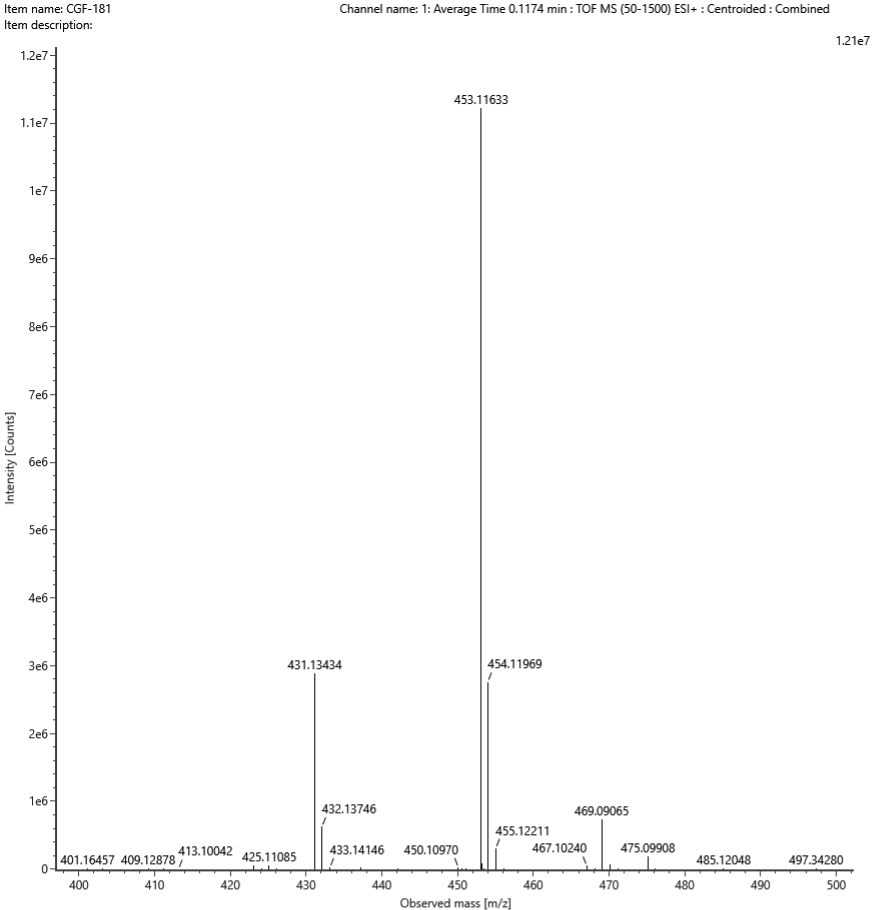 Item name: CGF-181
Channel name: 1: Average Time 0.1174 min : TOF MS (50-1500) ESI+ : Centroided : Combined
Item description:
1.21e7
1.2e7
453.11633
1.1e7
1e7
9e6
8e6
7e6
6e6
5e6
4e6
3e6
2e6
1e6
0
Intensity [Counts]
431.13434
454.11969
432.13746
469.09065
455.12211
401.16457
409.12878
413.10042
425.11085
433.14146
450.10970
467.10240
475.09908
485.12048
497.34280
400
410
420
430
440
450
460
470
480
490
500
Observed mass [m/z]